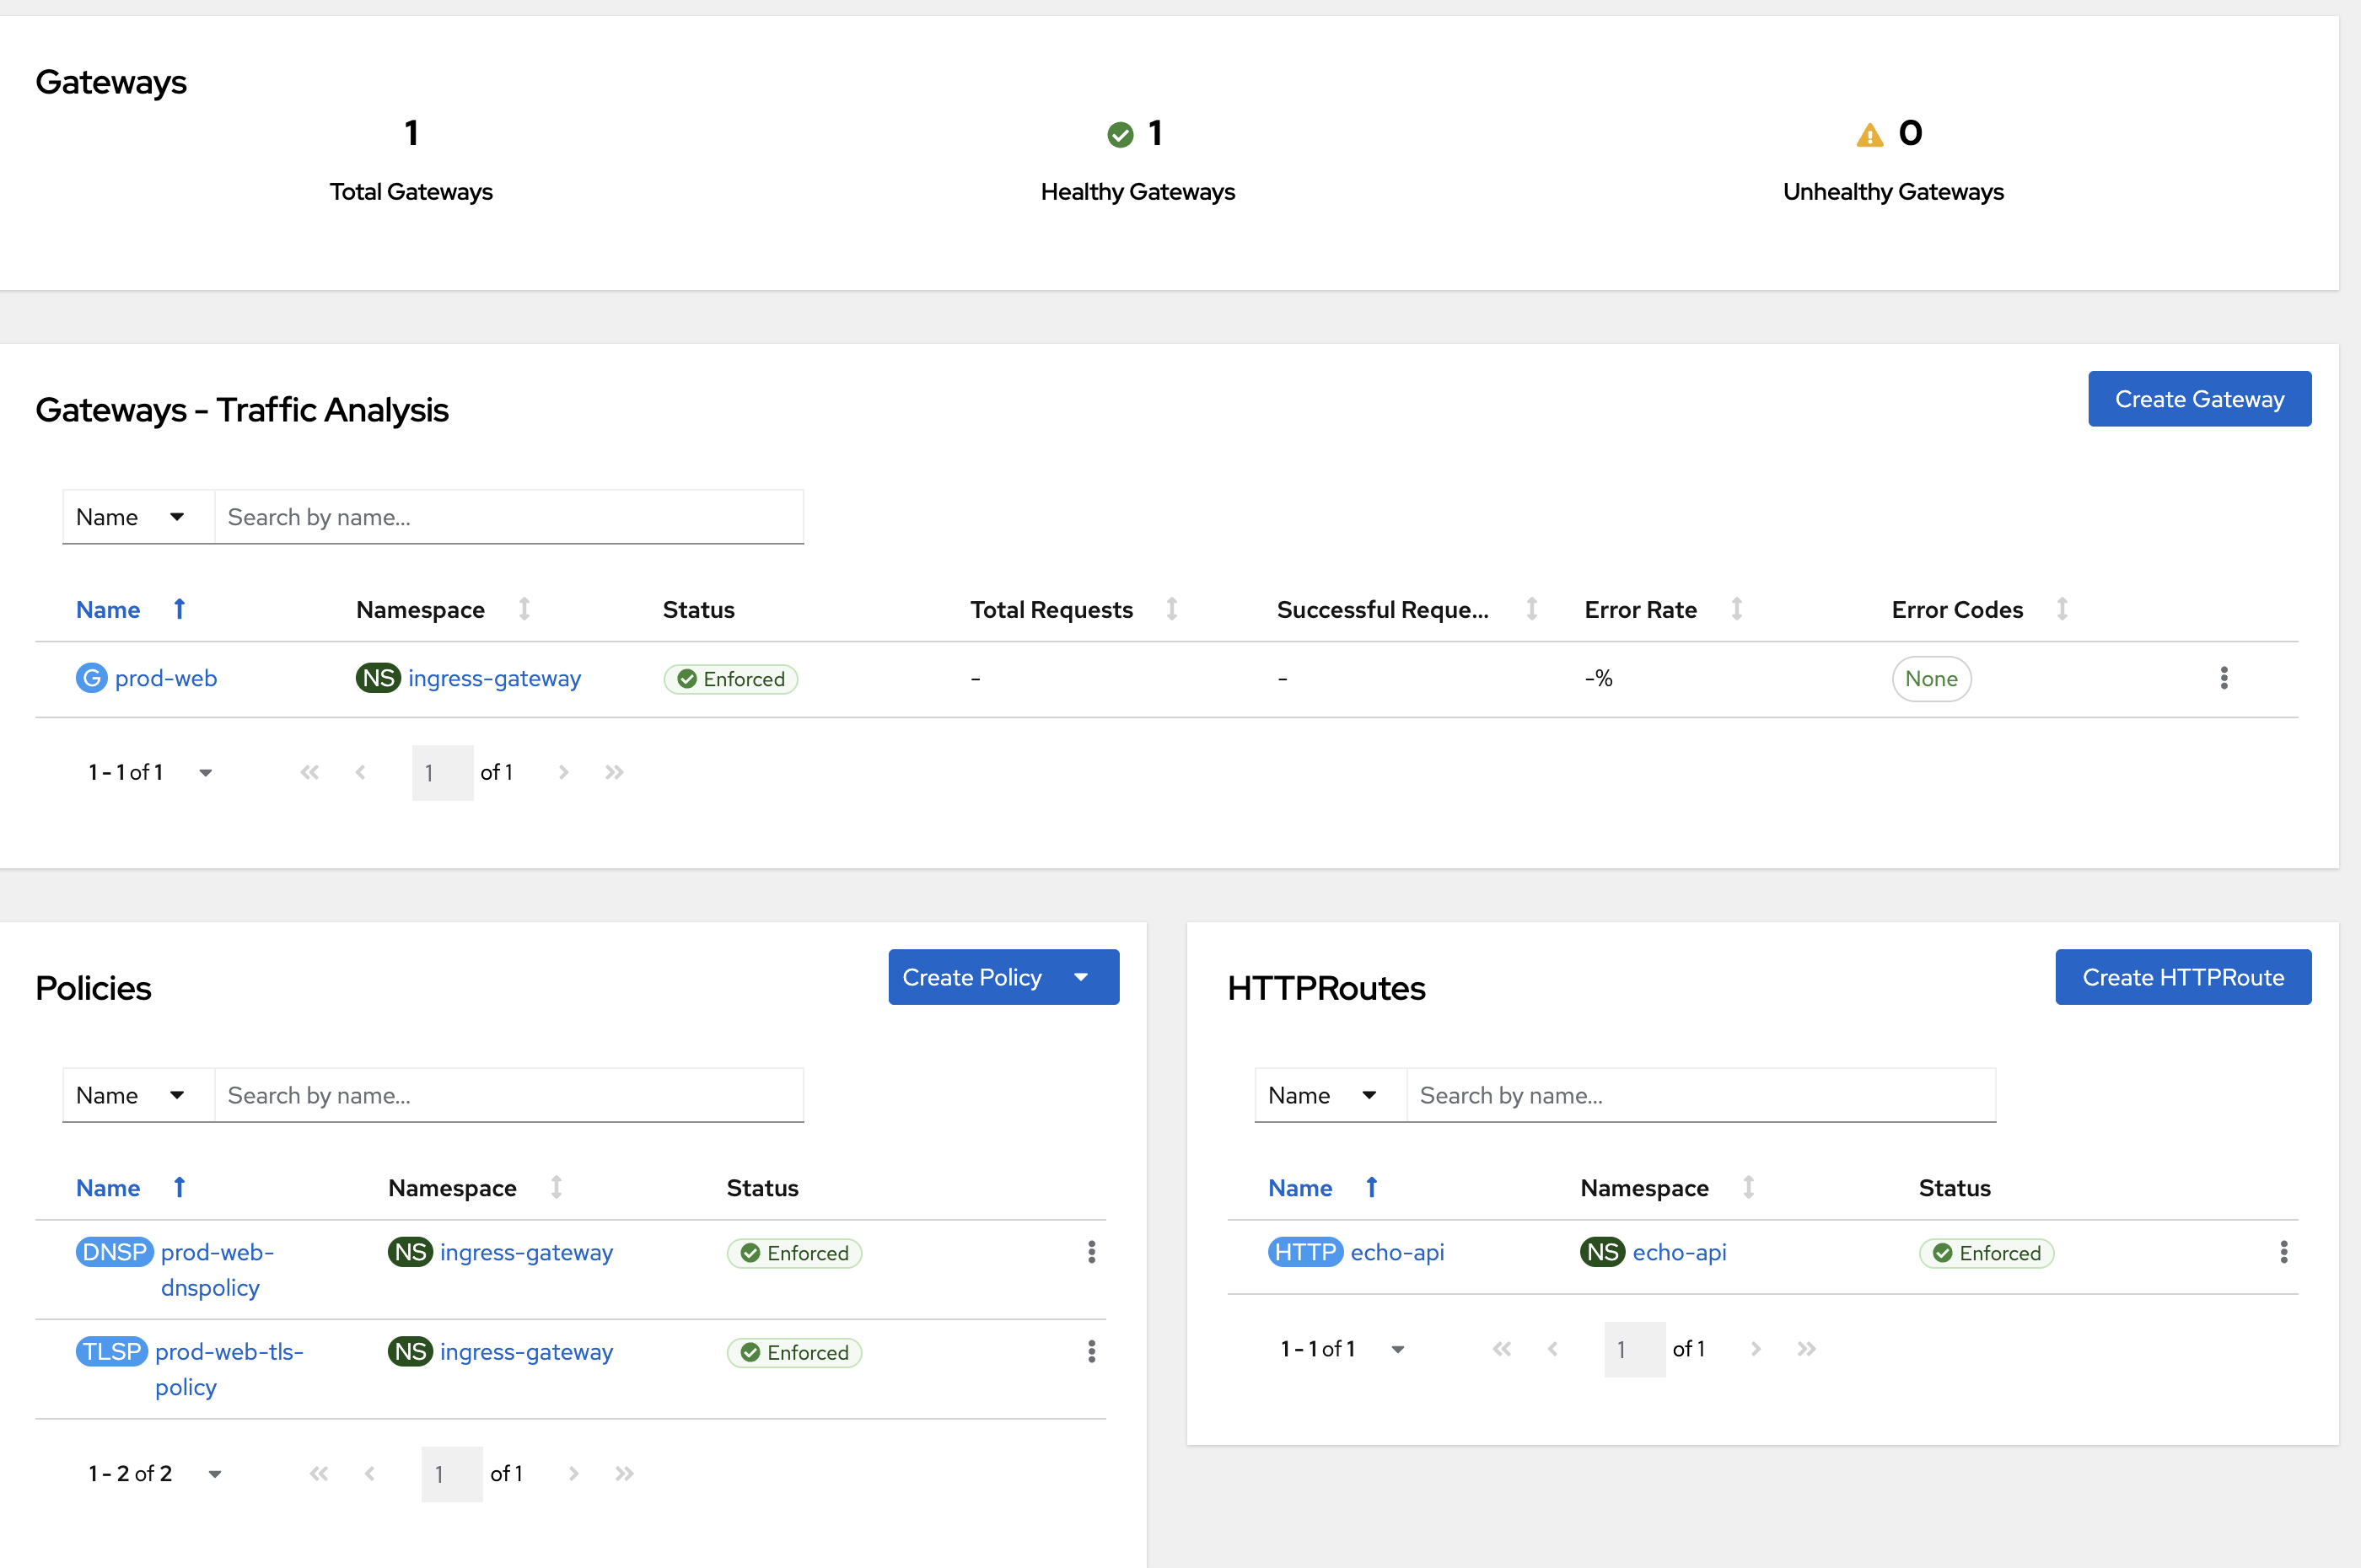 Gateways
1
Total Gateways
1
Healthy Gateways
0
Unhealthy Gateways
Gateways - Traffic Analysis
Create Gateway
Name Search by name...
Name Namespace Status Total Requests Successful Reque... Error Rate Error Codes
G prod-web NS ingress-gateway Enforced - - -% None
1 - 1 of 1 1 of 1
Policies
Create Policy
Name Search by name...
Name Namespace Status
DNSP prod-web- NS ingress-gateway Enforced
dnspolicy
TLSP prod-web-tls- NS ingress-gateway Enforced
policy
1 - 2 of 2 1 of 1
HTTPRoutes
Create HTTPRoute
Name Search by name...
Name Namespace Status
HTTP echo-api NS echo-api Enforced
1 - 1 of 1 1 of 1